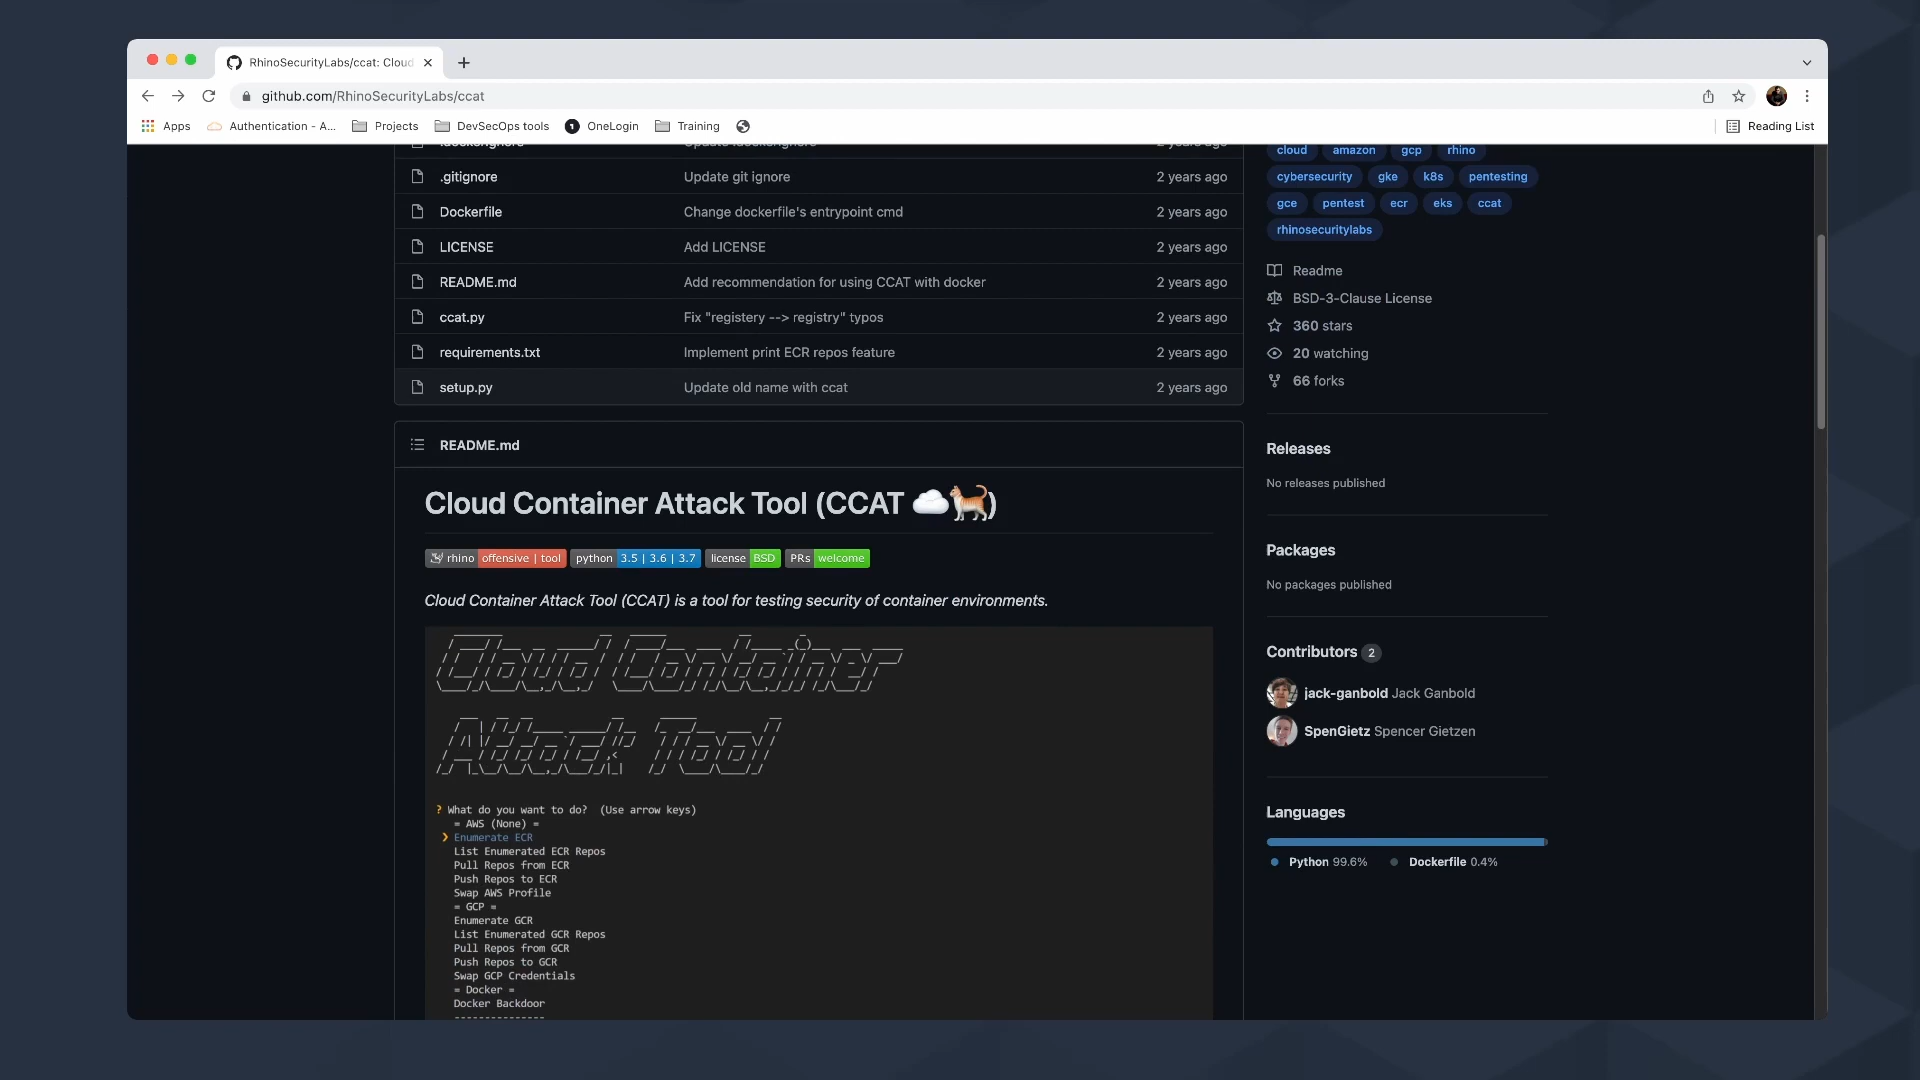 RhinoSecurityLabs/ccat: Cloud
github.com/RhinoSecurityLabs/ccat
Apps
Authentication - A...
Projects
DevSecOps tools
OneLogin
Training
Reading List
.dockerignore Update .dockerignore 2 years ago
.gitignore Update git ignore 2 years ago
Dockerfile Change dockerfile's entrypoint cmd 2 years ago
LICENSE Add LICENSE 2 years ago
README.md Add recommendation for using CCAT with docker 2 years ago
ccat.py Fix "registery --> registry" typos 2 years ago
requirements.txt Implement print ECR repos feature 2 years ago
setup.py Update old name with ccat 2 years ago
README.md
Cloud Container Attack Tool (CCAT )
rhino offensive | tool python 3.5 | 3.6 | 3.7 license BSD PRs welcome
Cloud Container Attack Tool (CCAT) is a tool for testing security of container environments.
Cloud Container
Attack Tool
? What do you want to do? (Use arrow keys)
= AWS (None) =
❯ Enumerate ECR
List Enumerated ECR Repos
Pull Repos from ECR
Push Repos to ECR
Swap AWS Profile
= GCP =
Enumerate GCR
List Enumerated GCR Repos
Pull Repos from GCR
Push Repos to GCR
Swap GCP Credentials
= Docker =
Docker Backdoor
---------------
cloud amazon gcp rhino
cybersecurity gke k8s pentesting
gce pentest ecr eks ccat
rhinosecuritylabs
Readme
BSD-3-Clause License
360 stars
20 watching
66 forks
Releases
No releases published
Packages
No packages published
Contributors 2
jack-ganbold Jack Ganbold
SpenGietz Spencer Gietzen
Languages
Python 99.6% Dockerfile 0.4%